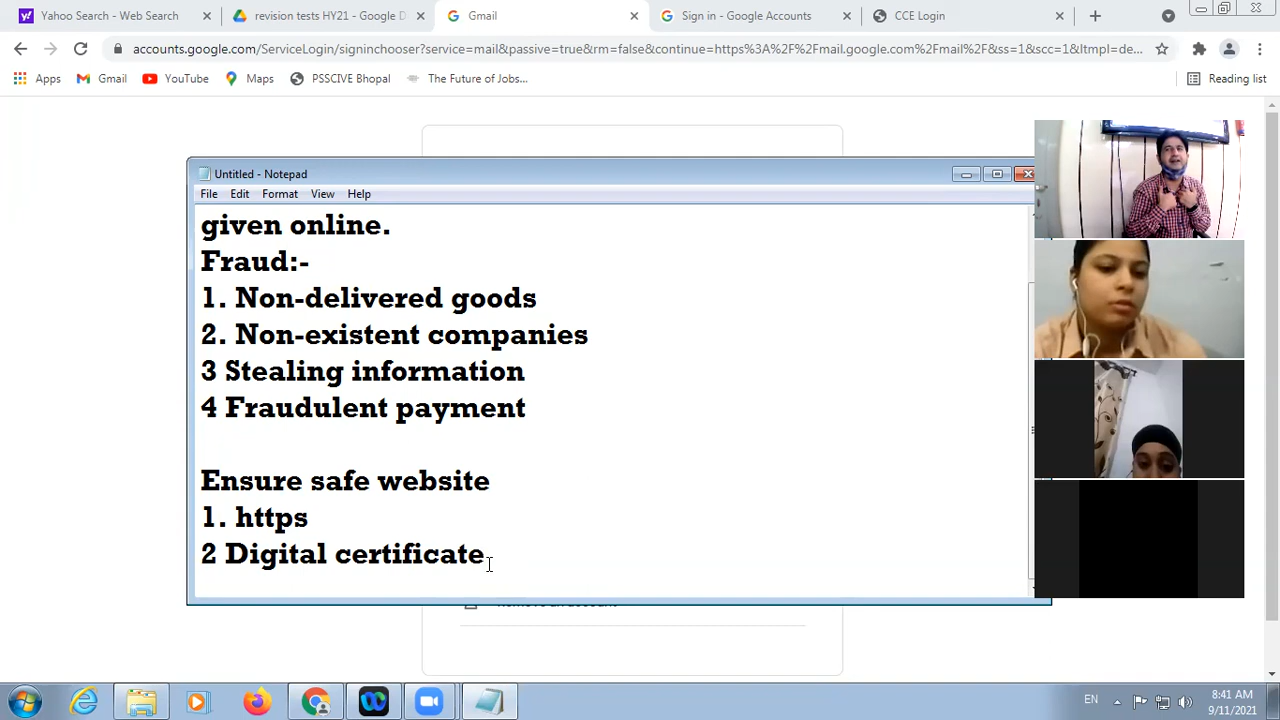 Yahoo Search - Web Search
revision tests HY21 - Google D
Gmail
Sign in - Google Accounts
CCE Login
accounts.google.com/ServiceLogin/signinchooser?service=mail&passive=true&rm=false&continue=https%3A%2F%2Fmail.google.com%2Fmail%2F&ss=1&scc=1&ltmpl=de...
Apps
Gmail
YouTube
Maps
PSSCIVE Bhopal
The Future of Jobs...
Reading list
Untitled - Notepad
File Edit Format View Help
given online.
Fraud:-
1. Non-delivered goods
2. Non-existent companies
3 Stealing information
4 Fraudulent payment
Ensure safe website
1. https
2 Digital certificate
EN
8:41 AM
9/11/2021